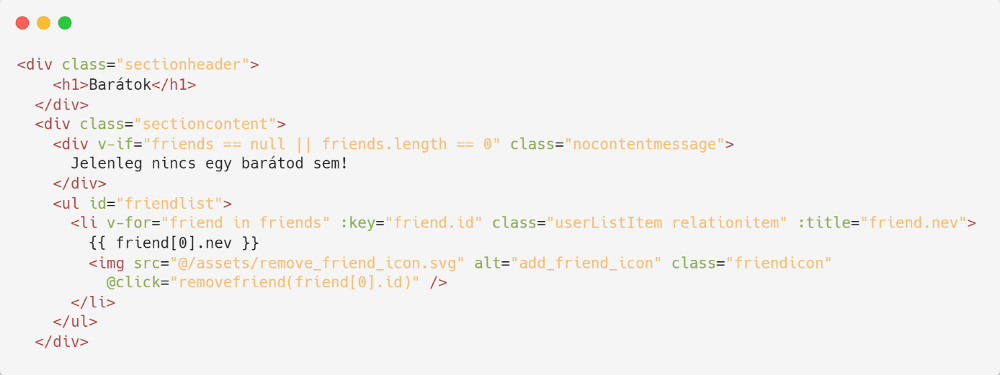 <div class="sectionheader">
    <h1>Barátok</h1>
  </div>
  <div class="sectioncontent">
    <div v-if="friends == null || friends.length == 0" class="nocontentmessage">
      Jelenleg nincs egy barátod sem!
    </div>
    <ul id="friendlist">
      <li v-for="friend in friends" :key="friend.id" class="userListItem relationitem" :title="friend.nev">
        {{ friend[0].nev }}
        <img src="@/assets/remove_friend_icon.svg" alt="add_friend_icon" class="friendicon"
          @click="removefriend(friend[0].id)" />
      </li>
    </ul>
  </div>